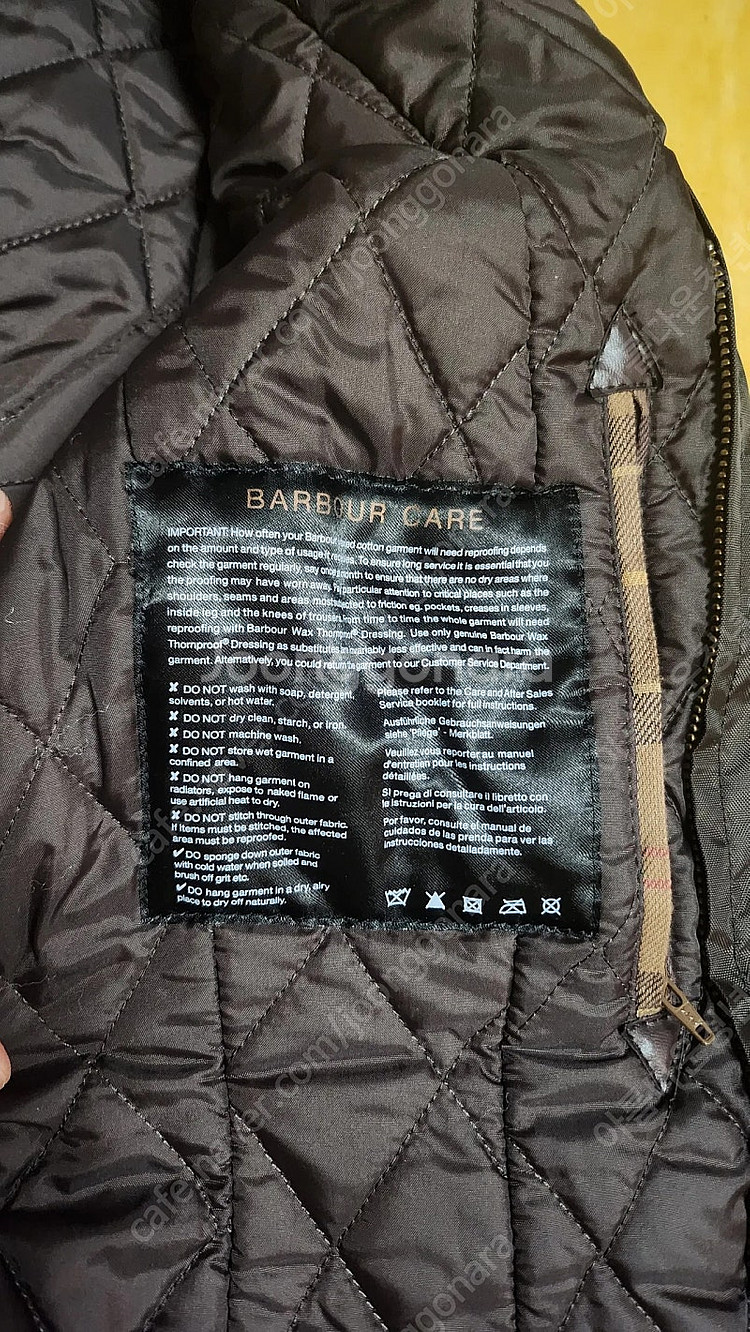 BARBOUR CARE
IMPORTANT: How often your Barbour waxed cotton garment will need reproofing depends
on the amount and type of usage it receives. To ensure long service it is essential that you
check the garment regularly, say once a month to ensure that there are no dry areas where
the proofing may have worn away. Pay particular attention to critical places such as the
shoulders, seams and areas most subjected to friction eg. pockets, creases in sleeves,
inside leg and the knees of trousers. From time to time the whole garment will need
reproofing with Barbour Wax Thornproof® Dressing. Use only genuine Barbour Wax
Thornproof® Dressing as substitutes are invariably less effective and can in fact harm the
garment. Alternatively, you could return the garment to our Customer Service Department.
✗ DO NOT wash with soap, detergent,
solvents, or hot water.
✗ DO NOT dry clean, starch, or iron.
✗ DO NOT machine wash.
✗ DO NOT store wet garment in a
confined area.
✗ DO NOT hang garment on
radiators, expose to naked flame or
use artificial heat to dry.
✗ DO NOT stitch through outer fabric.
If items must be stitched, the affected
area must be reproofed.
✓ DO sponge down outer fabric
with cold water when soiled and
brush off grit etc.
✓ DO hang garment in a dry, airy
place to dry off naturally.
Please refer to the Care and After Sales
Service booklet for full instructions.
Ausführliche Gebrauchsanweisungen
siehe 'Pflege' - Merkblatt.
Veuillez vous reporter au manuel
d'entretien pour les instructions
détaillées.
Si prega di consultare il libretto con
le istruzioni per la cura dell'articolo.
Por favor, consulte el manual de
cuidados de las prenda para ver las
instrucciones detalladamente.
Joonggonara
cafe.naver.com/joonggonara
cafe.naver.com/joonggonara
cafe.naver.com/joonggonara